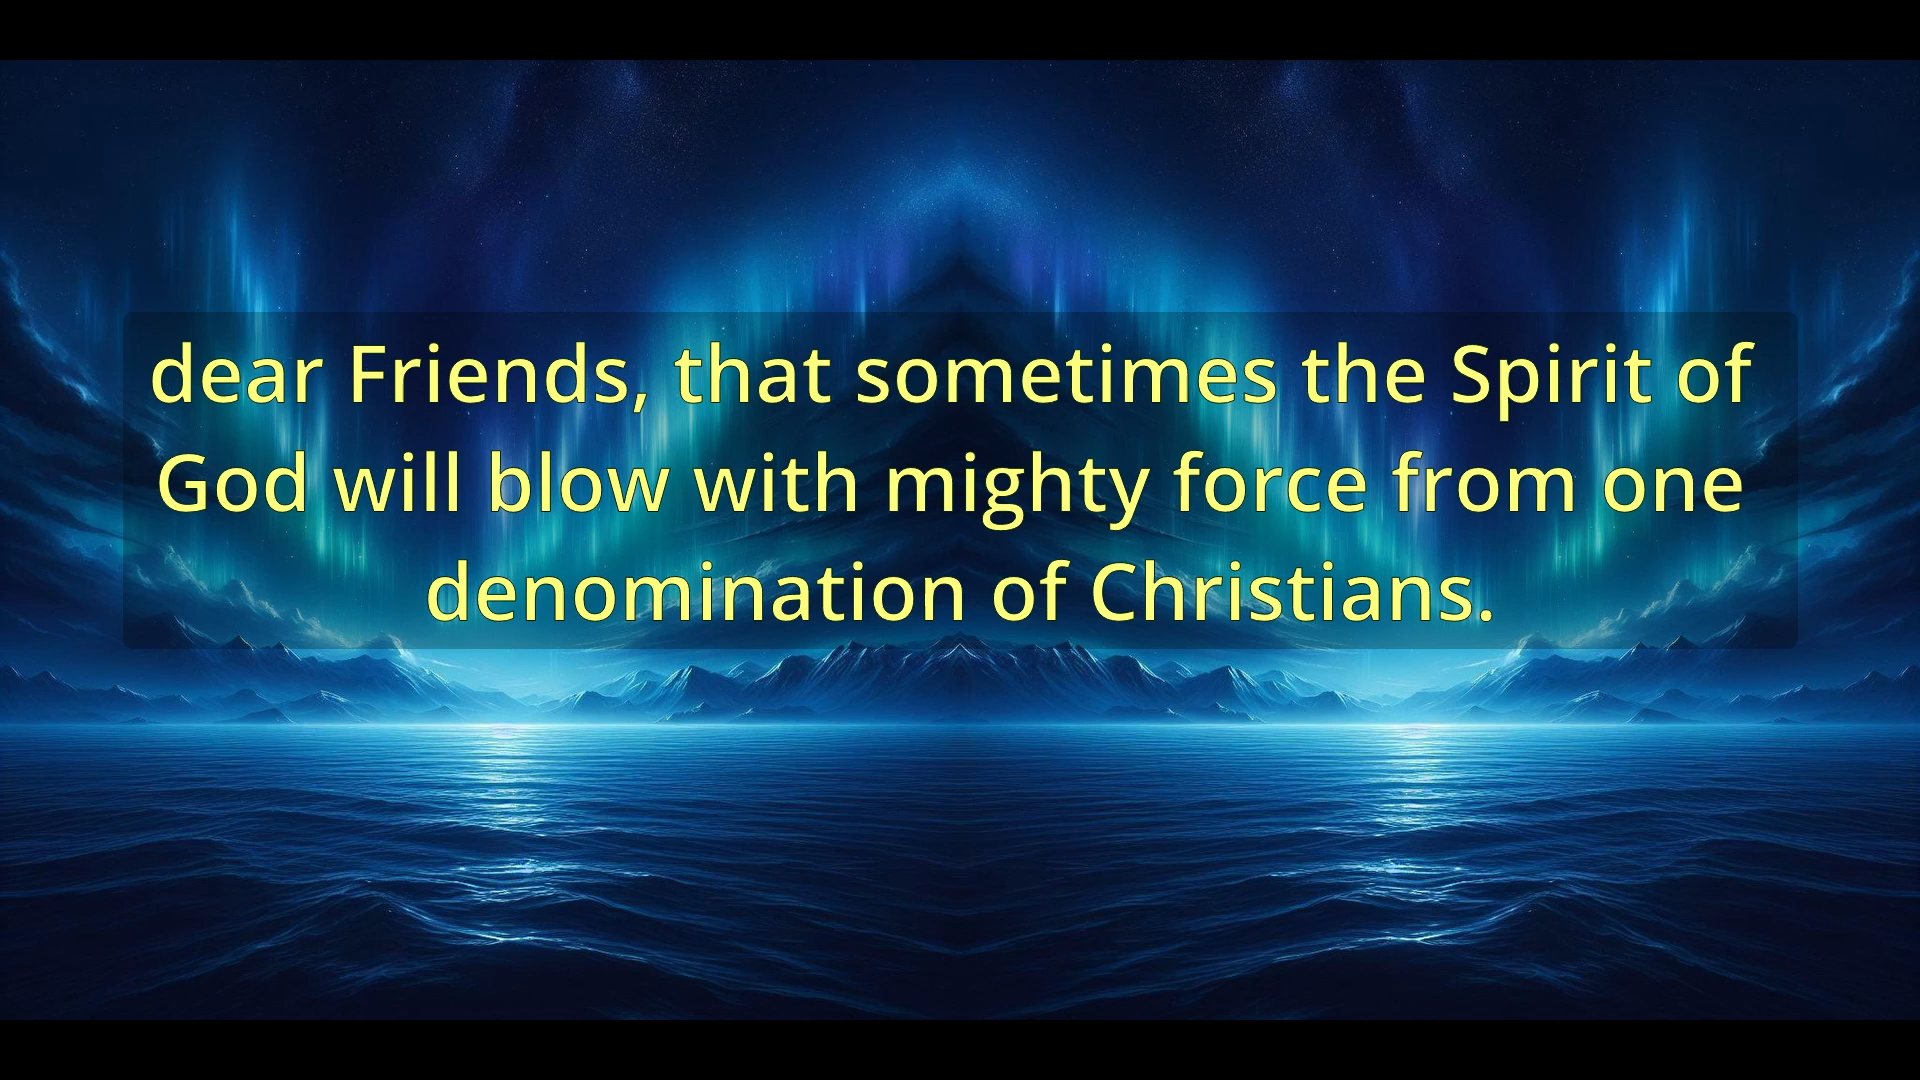 dear Friends, that sometimes the Spirit of
God will blow with mighty force from one
denomination of Christians.